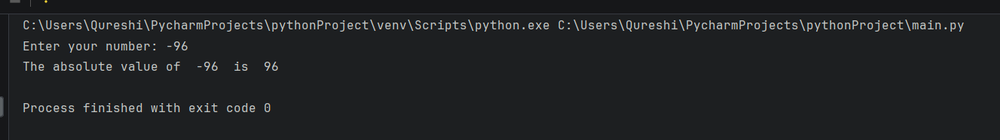 C:\Users\Qureshi\PycharmProjects\pythonProject\venv\Scripts\python.exe C:\Users\Qureshi\PycharmProjects\pythonProject\main.py
Enter your number: -96
The absolute value of  -96  is  96
Process finished with exit code 0